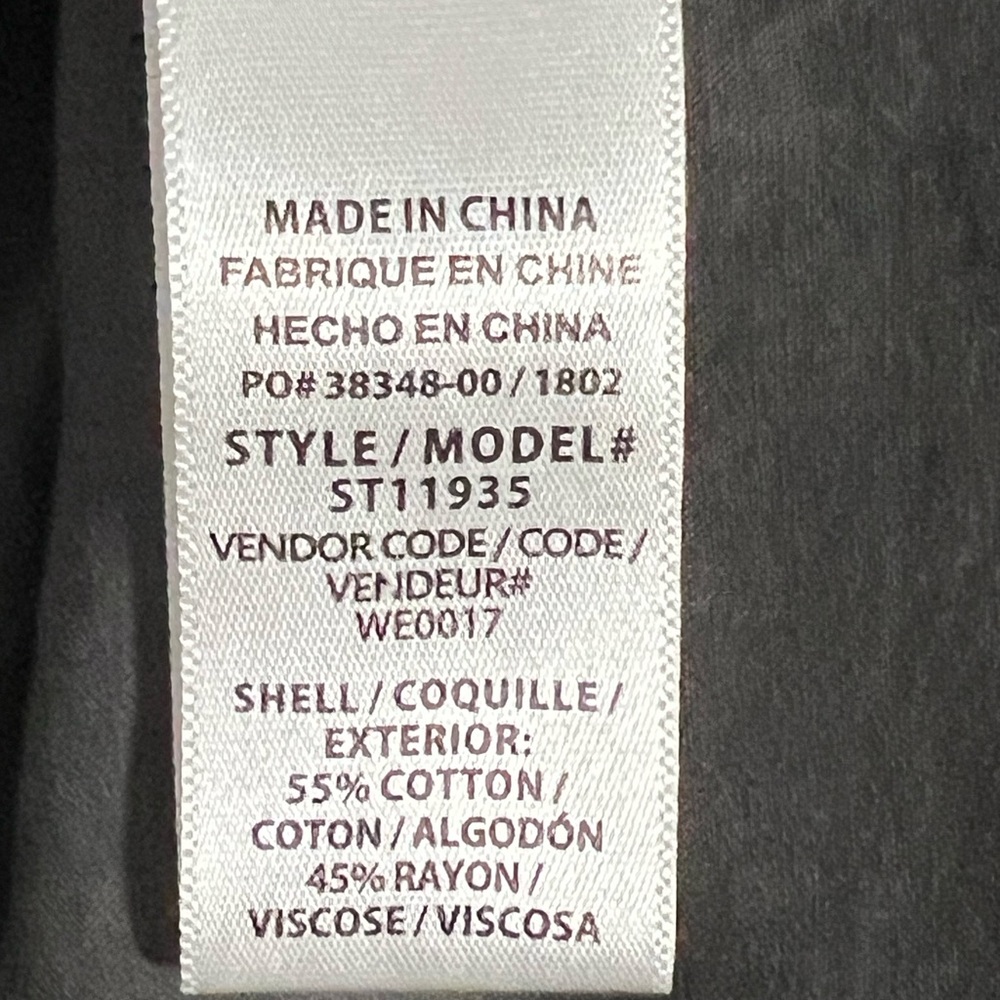 MADE IN CHINA
FABRIQUE EN CHINE
HECHO EN CHINA
PO# 38348-00 / 1802
STYLE / MODEL#
ST11935
VENDOR CODE / CODE /
VENDEUR#
WE0017
SHELL / COQUILLE /
EXTERIOR:
55% COTTON /
COTON / ALGODÓN
45% RAYON /
VISCOSE / VISCOSA